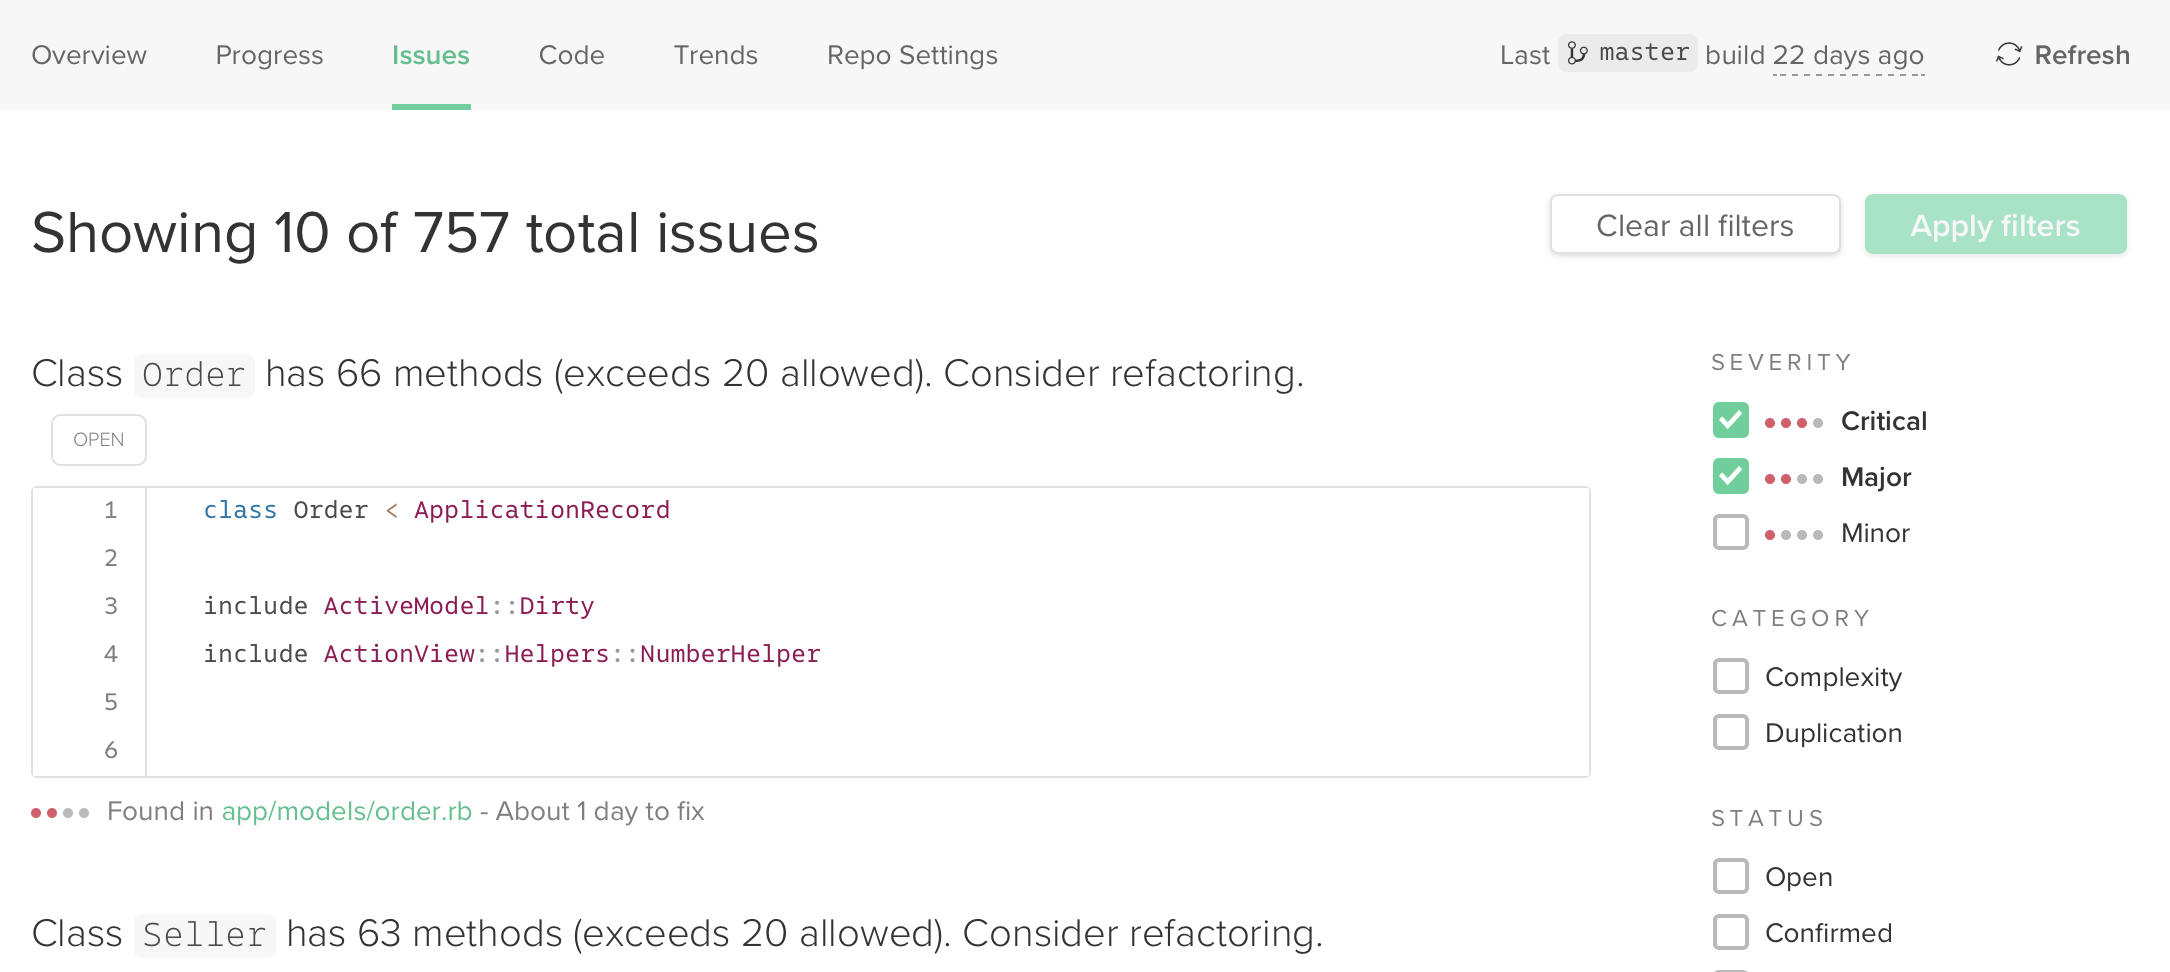 Overview Progress Issues Code Trends Repo Settings Last master build 22 days ago Refresh
Showing 10 of 757 total issues
Clear all filters Apply filters
Class Order has 66 methods (exceeds 20 allowed). Consider refactoring.
OPEN
1 class Order < ApplicationRecord
2
3 include ActiveModel::Dirty
4 include ActionView::Helpers::NumberHelper
5
6
Found in app/models/order.rb - About 1 day to fix
Class Seller has 63 methods (exceeds 20 allowed). Consider refactoring.
SEVERITY
Critical
Major
Minor
CATEGORY
Complexity
Duplication
STATUS
Open
Confirmed